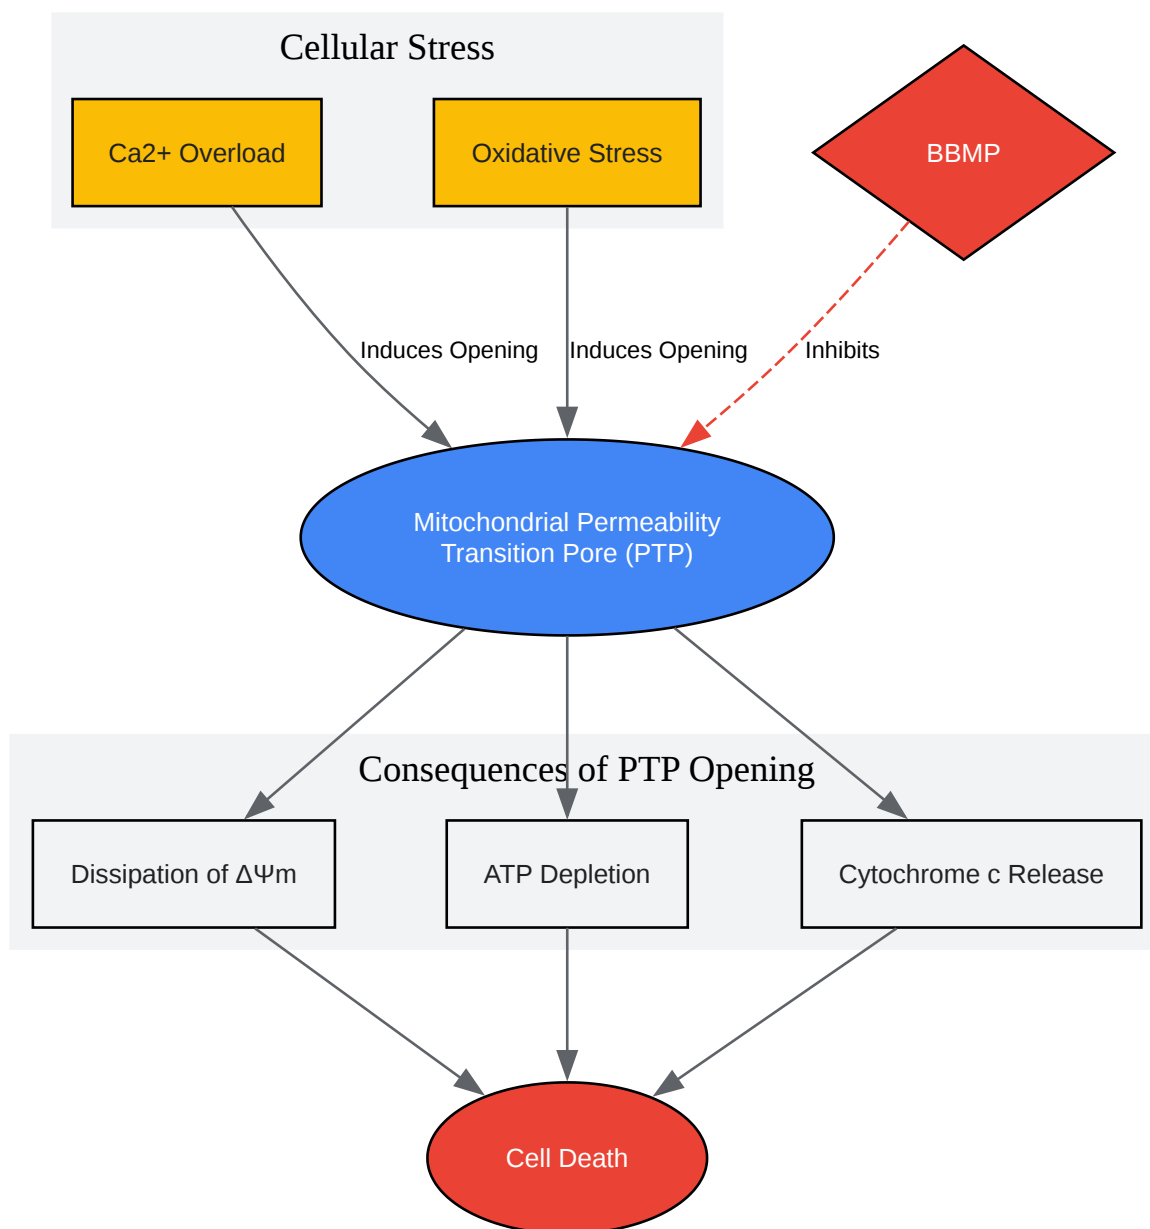 Cellular Stress
Ca2+ Overload
Oxidative Stress
BBMP
Induces Opening
Induces Opening
Inhibits
Mitochondrial Permeability
Transition Pore (PTP)
Consequences of PTP Opening
Dissipation of ΔΨm
ATP Depletion
Cytochrome c Release
Cell Death